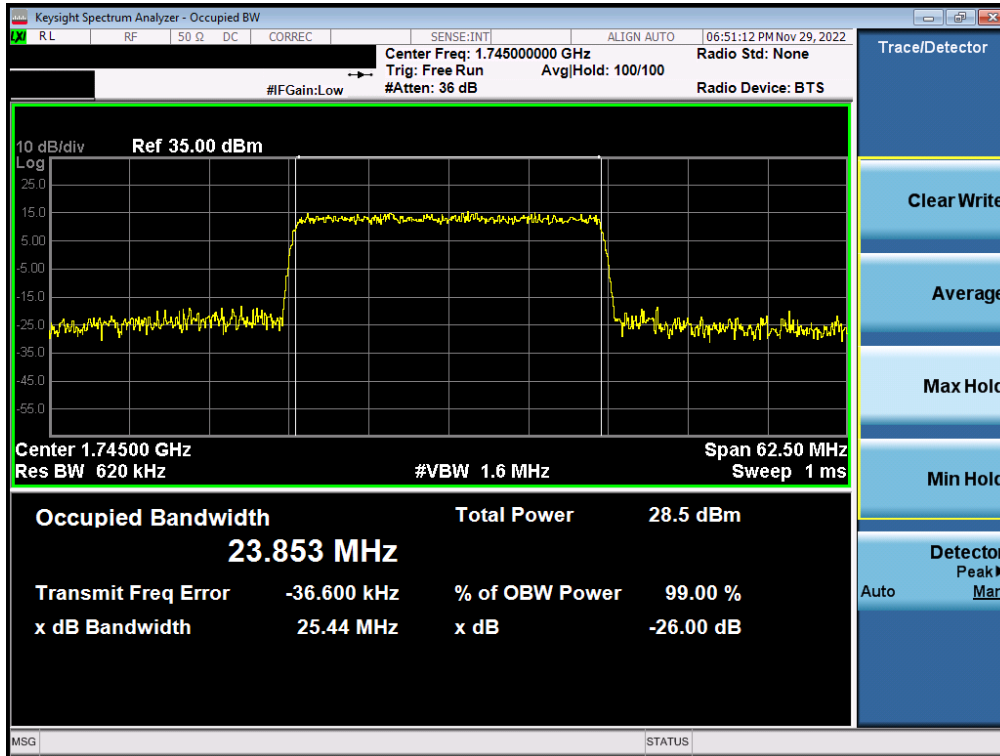 Keysight Spectrum Analyzer - Occupied BW
LXI RL RF 50 Ω DC CORREC SENSE:INT ALIGN AUTO 06:51:12 PM Nov 29, 2022
Center Freq: 1.745000000 GHz Radio Std: None
Trig: Free Run Avg|Hold: 100/100
#IFGain:Low #Atten: 36 dB Radio Device: BTS
Trace/Detector
10 dB/div Ref 35.00 dBm
Log
25.0
15.0
5.00
-5.00
-15.0
-25.0
-35.0
-45.0
-55.0
Center 1.74500 GHz Span 62.50 MHz
Res BW 620 kHz #VBW 1.6 MHz Sweep 1 ms
Occupied Bandwidth Total Power 28.5 dBm
23.853 MHz
Transmit Freq Error -36.600 kHz % of OBW Power 99.00 %
x dB Bandwidth 25.44 MHz x dB -26.00 dB
Clear Write
Average
Max Hold
Min Hold
Detector
Peak
Auto Man
MSG STATUS